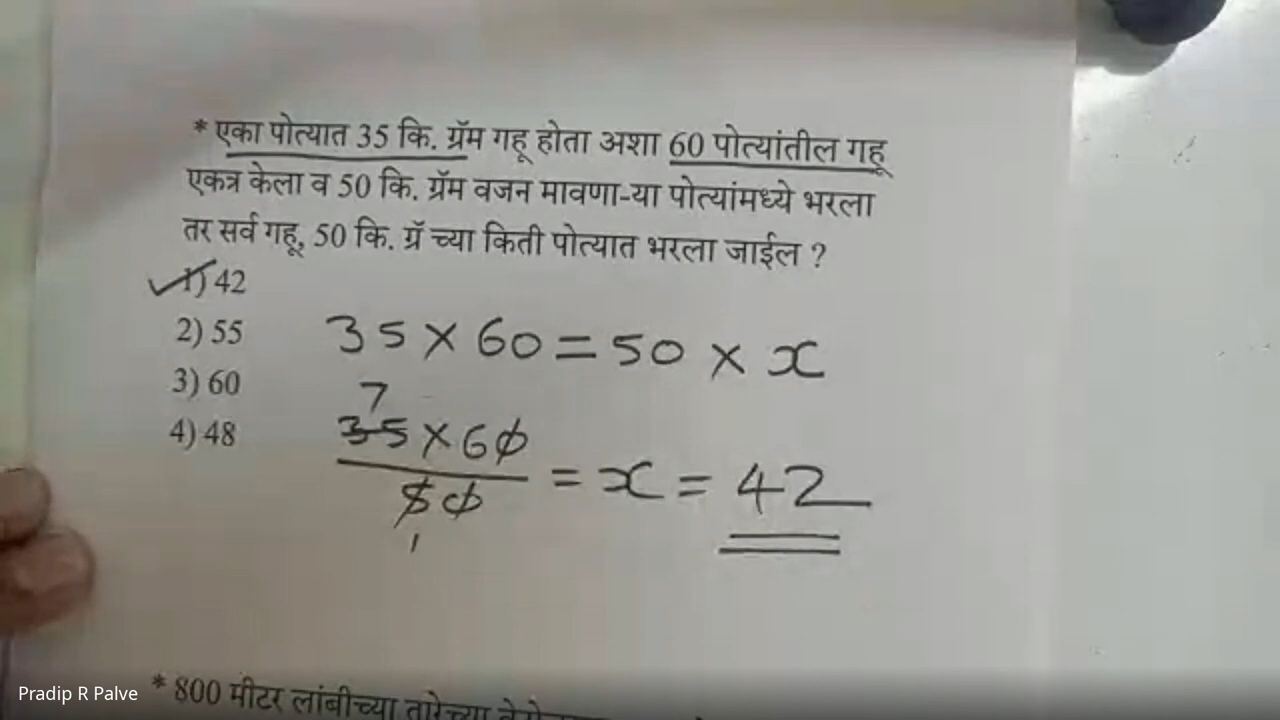 * एका पोत्यात 35 कि. ग्रॅम गहू होता अशा 60 पोत्यांतील गहू
एकत्र केला व 50 कि. ग्रॅम वजन मावणा-या पोत्यांमध्ये भरला
तर सर्व गहू, 50 कि. ग्रॅ च्या किती पोत्यात भरला जाईल ?
1) 42
2) 55
3) 60
4) 48
35 × 60 = 50 × x
7
35 × 60
50
1
= x = 42
* 800 मीटर लांबीच्या तारेच्या
Pradip R Palve